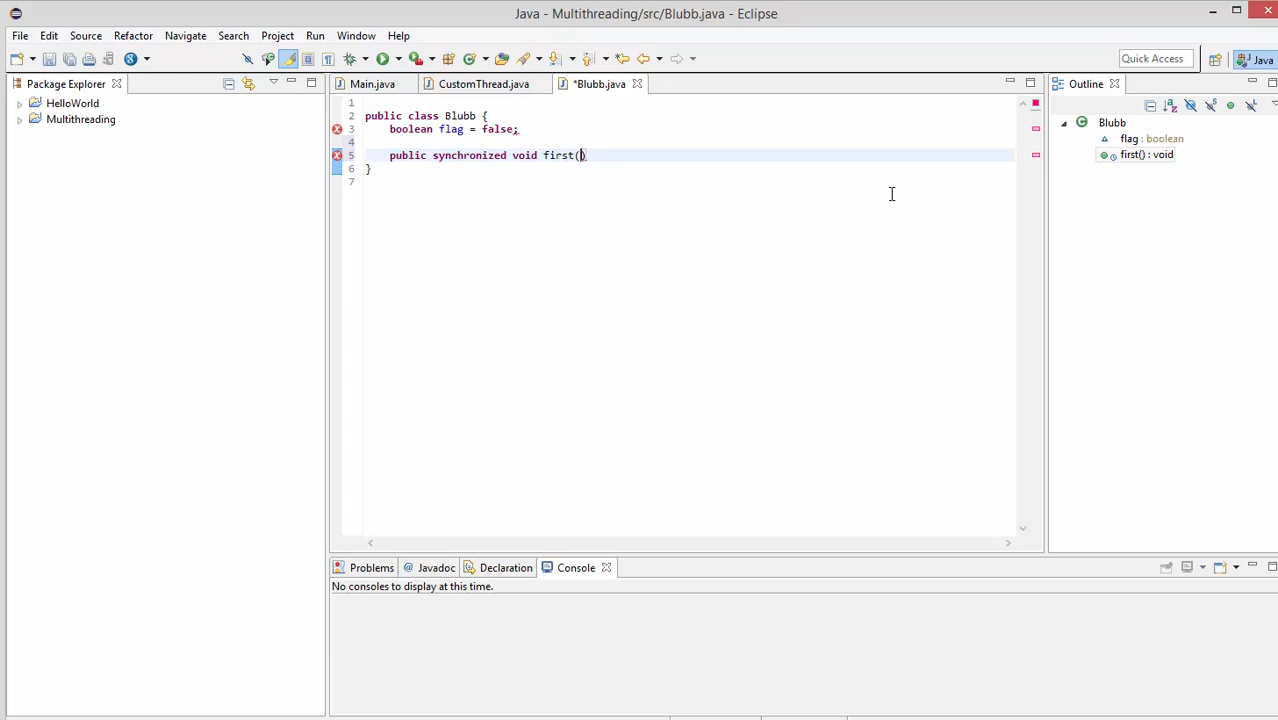 Java - Multithreading/src/Blubb.java - Eclipse
File Edit Source Refactor Navigate Search Project Run Window Help
Quick Access Java
Package Explorer
HelloWorld
Multithreading
Main.java CustomThread.java *Blubb.java
1
2 public class Blubb {
3 boolean flag = false;
4
5 public synchronized void first()
6 }
7
Outline
Blubb
flag : boolean
first() : void
Problems @ Javadoc Declaration Console
No consoles to display at this time.